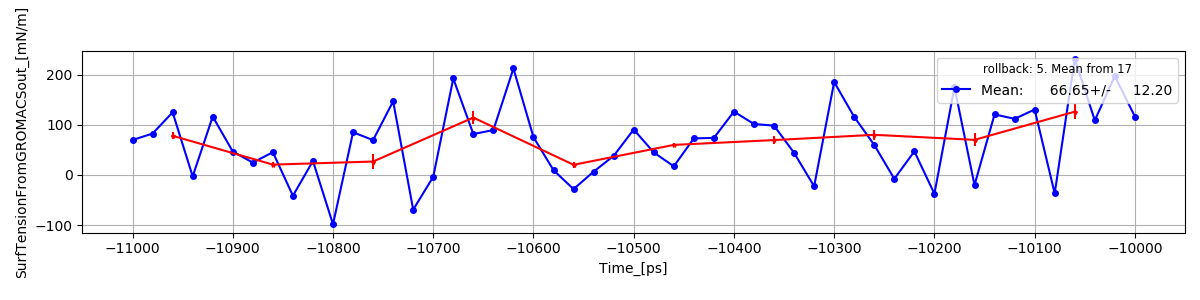 SurfTensionFromGROMACSout_[mN/m]
200
100
0
−100
rollback: 5. Mean from 17
Mean: 66.65+/- 12.20
−11000 −10900 −10800 −10700 −10600 −10500 −10400 −10300 −10200 −10100 −10000
Time_[ps]